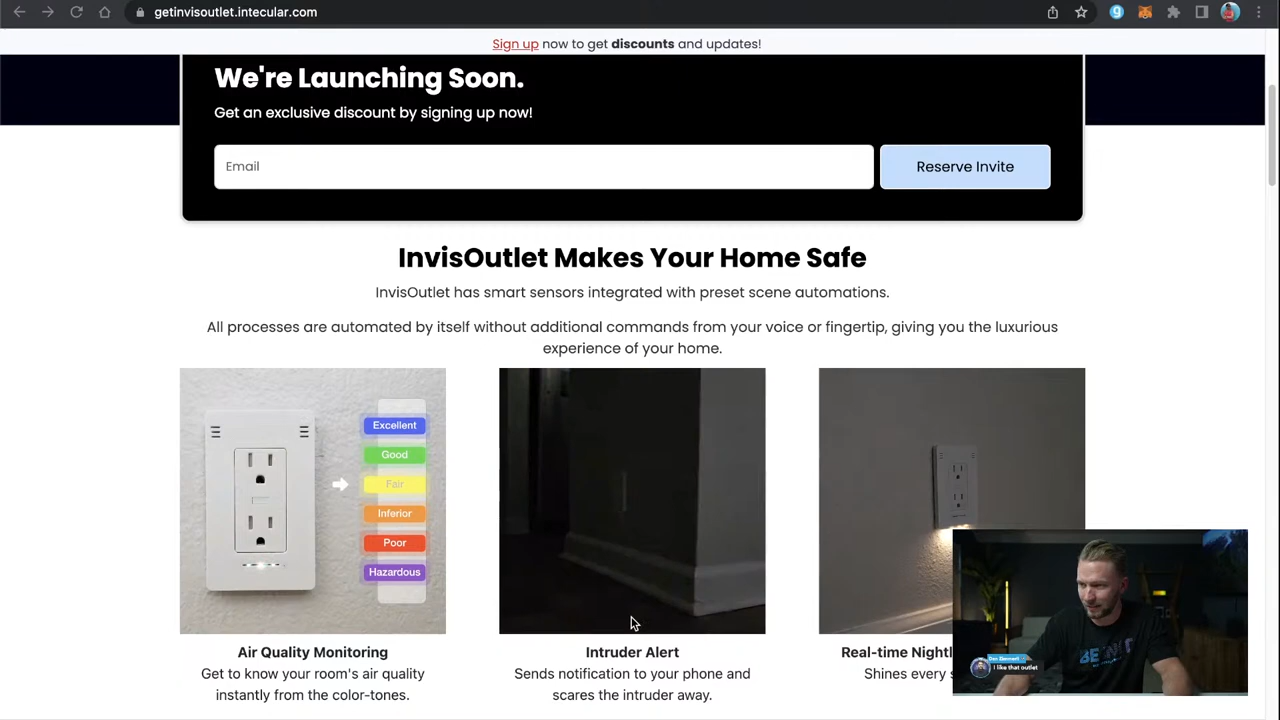 getinvisoutlet.intecular.com
Sign up now to get discounts and updates!
We're Launching Soon.
Get an exclusive discount by signing up now!
Email
Reserve Invite
InvisOutlet Makes Your Home Safe
InvisOutlet has smart sensors integrated with preset scene automations.
All processes are automated by itself without additional commands from your voice or fingertip, giving you the luxurious
experience of your home.
Excellent
Good
Fair
Inferior
Poor
Hazardous
Air Quality Monitoring
Get to know your room's air quality
instantly from the color-tones.
Intruder Alert
Sends notification to your phone and
scares the intruder away.
Real-time
Shines every
I like that outlet